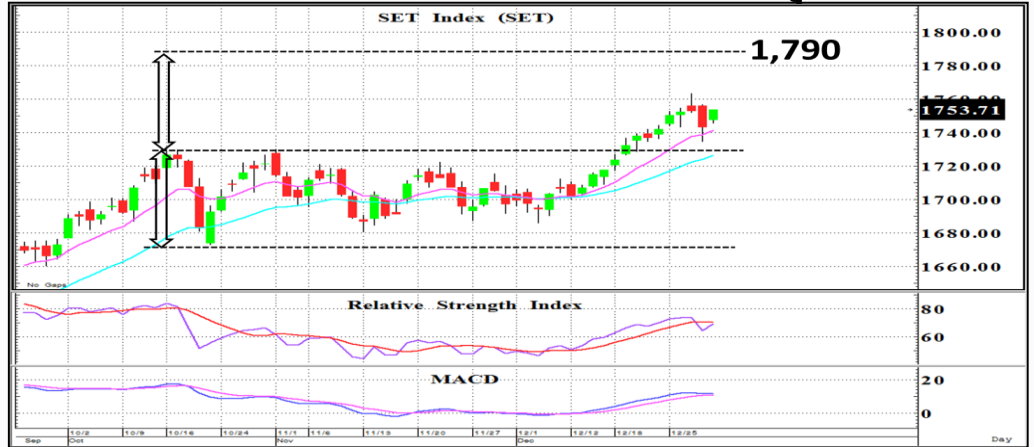 SET Index (SET)
1,790
1800.00
1780.00
1760.00
1753.71
1740.00
1720.00
1700.00
1680.00
1660.00
No Gaps
Relative Strength Index
80
60
MACD
20
0
10/2 10/9 10/16 10/24 11/1 11/6 11/13 11/20 11/27 12/1 12/12 12/18 12/25
Sep Oct Nov Dec Day